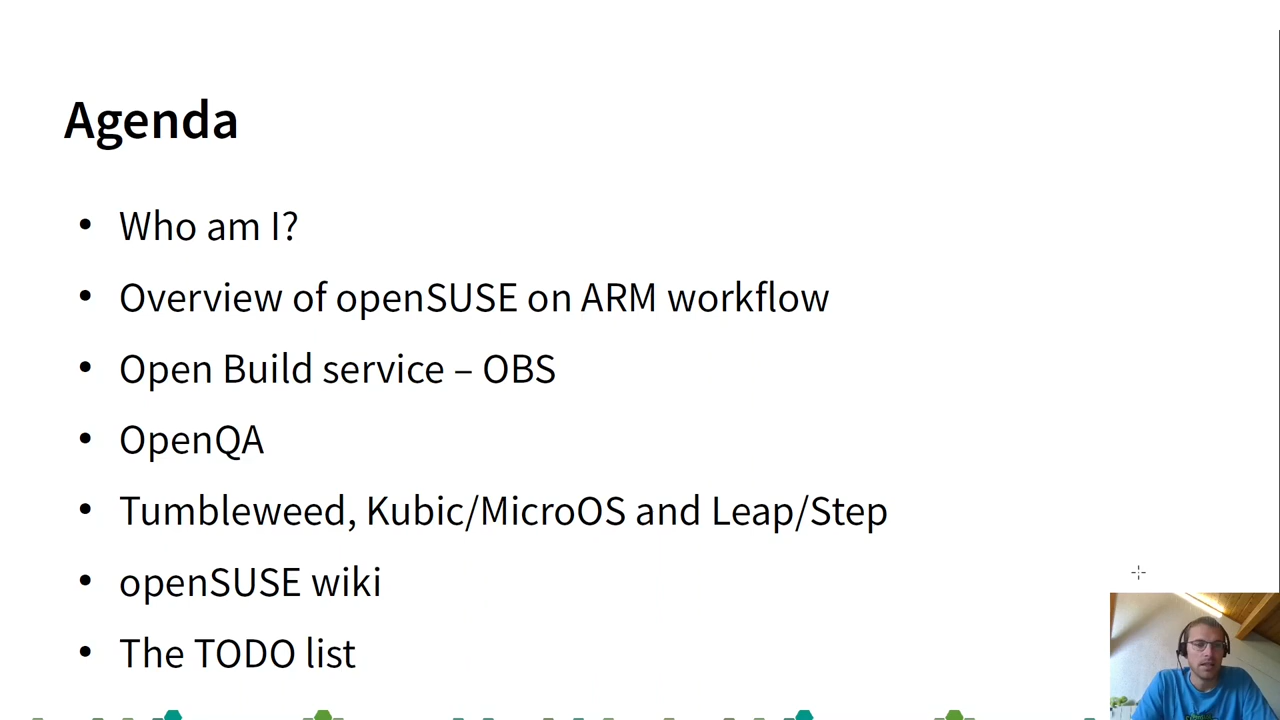 Agenda
• Who am I?
• Overview of openSUSE on ARM workflow
• Open Build service – OBS
• OpenQA
• Tumbleweed, Kubic/MicroOS and Leap/Step
• openSUSE wiki
• The TODO list